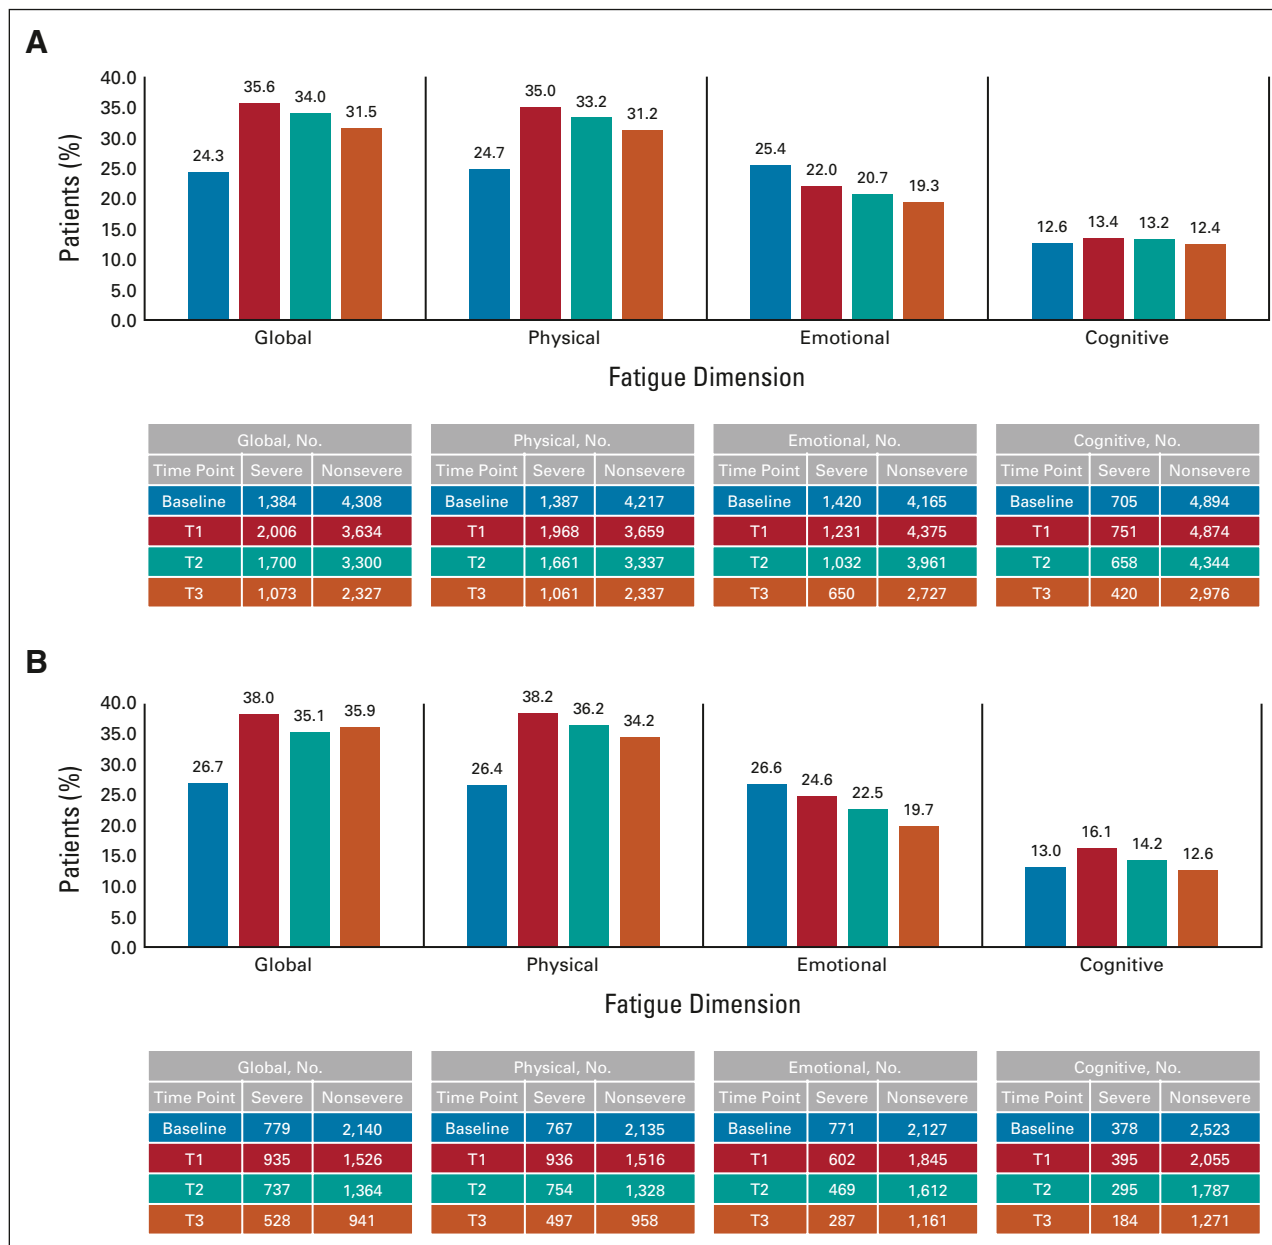 A
40.0
35.0
30.0
25.0
20.0
15.0
10.0
5.0
0.0
Patients (%)
24.3 35.6 34.0 31.5
24.7 35.0 33.2 31.2
25.4 22.0 20.7 19.3
12.6 13.4 13.2 12.4
Global Physical Emotional Cognitive
Fatigue Dimension
Global, No.
Time Point Severe Nonsevere
Baseline 1,384 4,308
T1 2,006 3,634
T2 1,700 3,300
T3 1,073 2,327
Physical, No.
Time Point Severe Nonsevere
Baseline 1,387 4,217
T1 1,968 3,659
T2 1,661 3,337
T3 1,061 2,337
Emotional, No.
Time Point Severe Nonsevere
Baseline 1,420 4,165
T1 1,231 4,375
T2 1,032 3,961
T3 650 2,727
Cognitive, No.
Time Point Severe Nonsevere
Baseline 705 4,894
T1 751 4,874
T2 658 4,344
T3 420 2,976
B
40.0
35.0
30.0
25.0
20.0
15.0
10.0
5.0
0.0
Patients (%)
26.7 38.0 35.1 35.9
26.4 38.2 36.2 34.2
26.6 24.6 22.5 19.7
13.0 16.1 14.2 12.6
Global Physical Emotional Cognitive
Fatigue Dimension
Global, No.
Time Point Severe Nonsevere
Baseline 779 2,140
T1 935 1,526
T2 737 1,364
T3 528 941
Physical, No.
Time Point Severe Nonsevere
Baseline 767 2,135
T1 936 1,516
T2 754 1,328
T3 497 958
Emotional, No.
Time Point Severe Nonsevere
Baseline 771 2,127
T1 602 1,845
T2 469 1,612
T3 287 1,161
Cognitive, No.
Time Point Severe Nonsevere
Baseline 378 2,523
T1 395 2,055
T2 295 1,787
T3 184 1,271